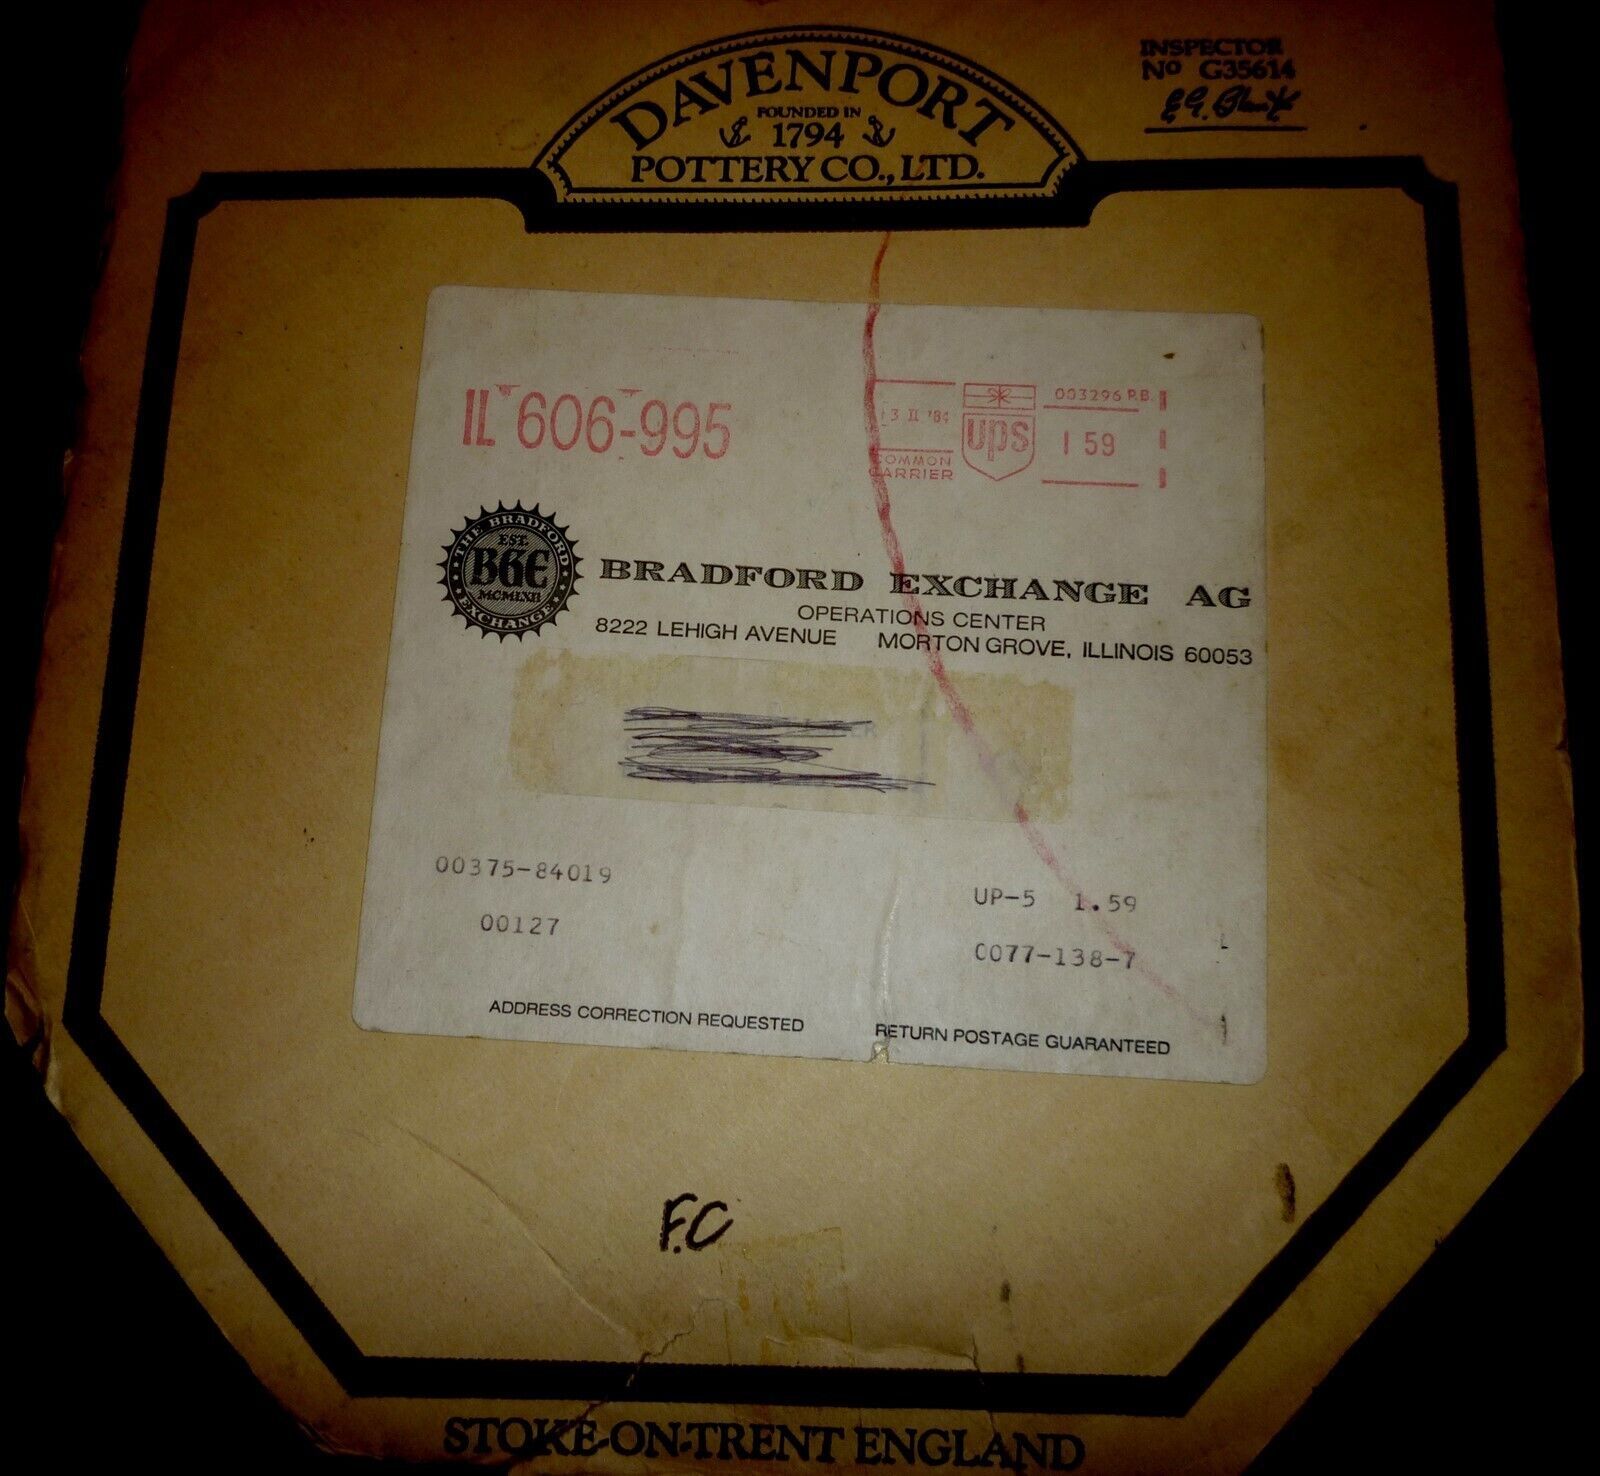 DAVENPORT
FOUNDED IN
1794
POTTERY CO., LTD.
INSPECTOR
No G35614
IL 606-995
3 II '84
COMMON
CARRIER
ups
003296 P.B.
1 59
THE BRADFORD
EST.
BGE
MCMLXII
EXCHANGE
BRADFORD EXCHANGE AG
OPERATIONS CENTER
8222 LEHIGH AVENUE MORTON GROVE, ILLINOIS 60053
00375-84019
UP-5 1.59
00127
C077-138-7
ADDRESS CORRECTION REQUESTED
RETURN POSTAGE GUARANTEED
F.C
STOKE-ON-TRENT ENGLAND